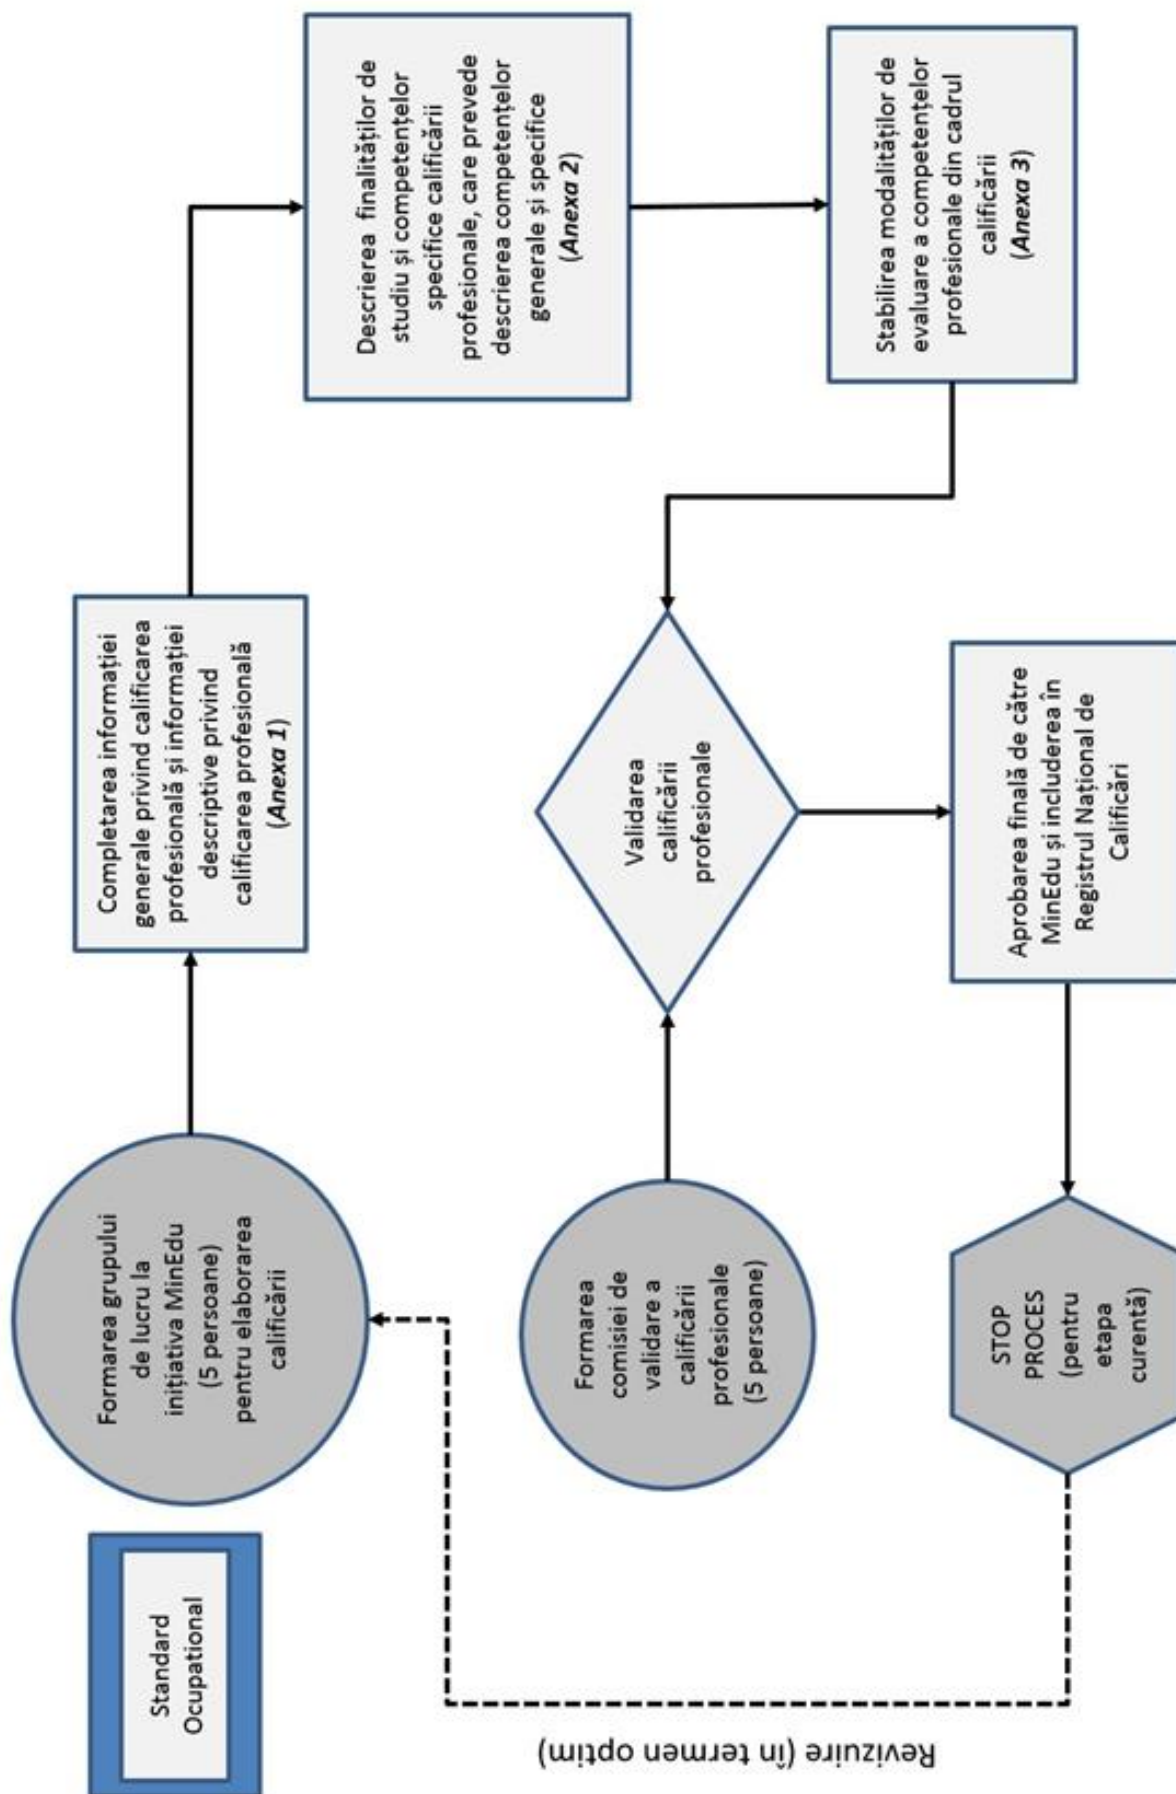 Standard
Ocupațional
Formarea grupului
de lucru la
inițiativa MinEdu
(5 persoane)
pentru elaborarea
calificării
Completarea informației
generale privind calificarea
profesională și informației
descriptive privind
calificarea profesională
(Anexa 1)
Descrierea finalităților de
studiu și competențelor
specifice calificării
profesionale, care prevede
descrierea competențelor
generale și specifice
(Anexa 2)
Stabilirea modalităților de
evaluare a competențelor
profesionale din cadrul
calificării
(Anexa 3)
Formarea
comisiei de
validare a
calificării
profesionale
(5 persoane)
Validarea
calificării
profesionale
Aprobarea finală de către
MinEdu și includerea în
Registrul Național de
Calificări
STOP
PROCES
(pentru
etapa
curentă)
Revizuire (în termen optim)